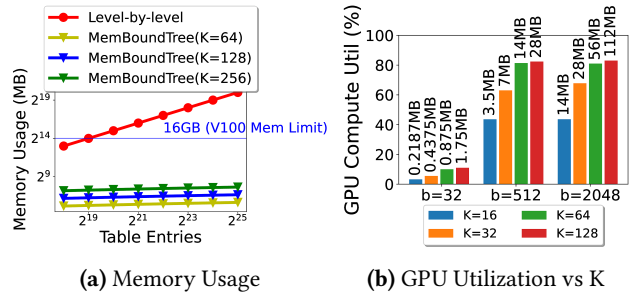 Level-by-level
MemBoundTree(K=64)
MemBoundTree(K=128)
MemBoundTree(K=256)
Memory Usage (MB)
2^19
2^14
2^9
16GB (V100 Mem Limit)
2^19 2^21 2^23 2^25
Table Entries
(a) Memory Usage
GPU Compute Util (%)
100
80
60
40
20
0
0.2187MB
0.4375MB
0.875MB
1.75MB
3.5MB
7MB
14MB
28MB
14MB
28MB
56MB
112MB
b=32 b=512 b=2048
K=16 K=64
K=32 K=128
(b) GPU Utilization vs K